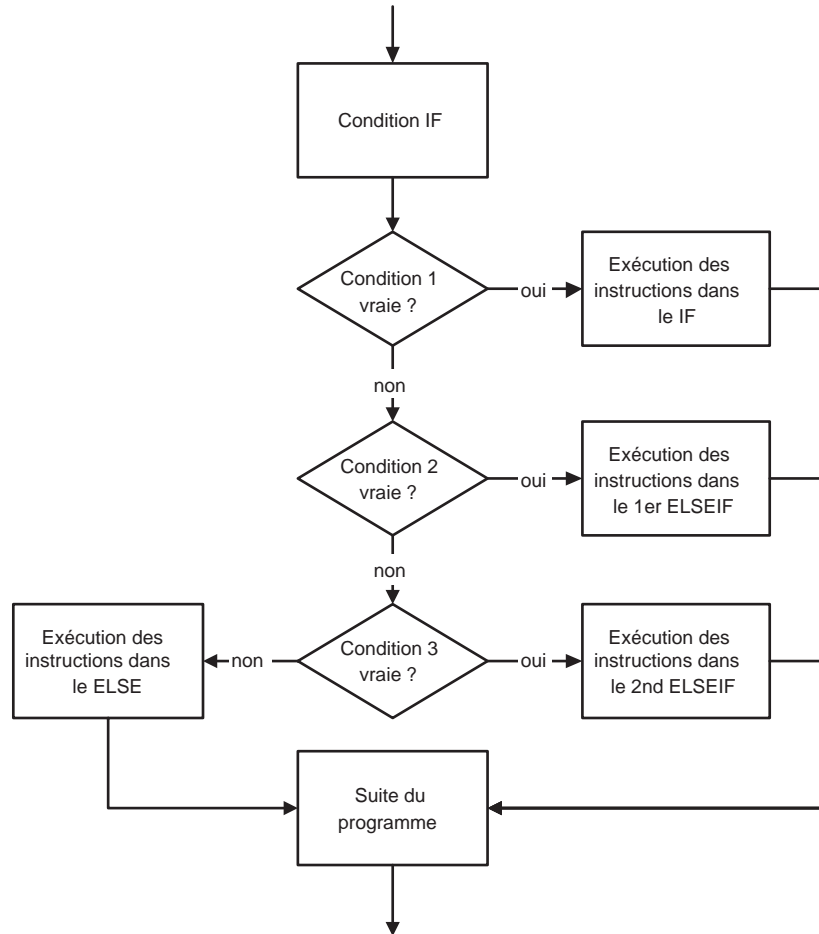 Condition IF
Condition 1
vraie ?
oui
Exécution des
instructions dans
le IF
non
Condition 2
vraie ?
oui
Exécution des
instructions dans
le 1er ELSEIF
non
Exécution des
instructions dans
le ELSE
non
Condition 3
vraie ?
oui
Exécution des
instructions dans
le 2nd ELSEIF
Suite du
programme